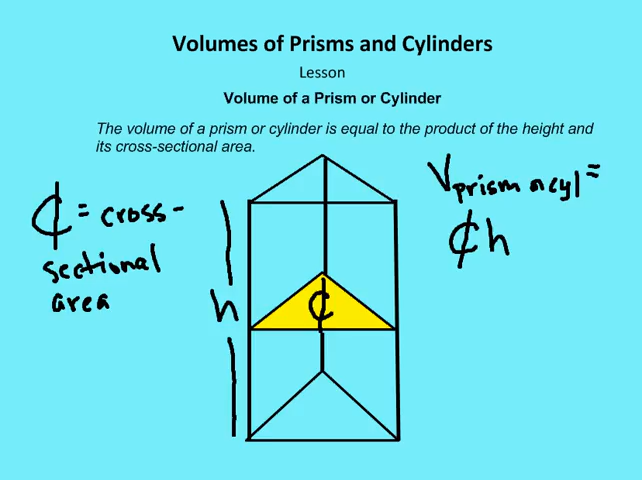 Volumes of Prisms and Cylinders
Lesson
Volume of a Prism or Cylinder
The volume of a prism or cylinder is equal to the product of the height and
its cross-sectional area.
₵ = cross-
sectional
area
V prism or cyl =
₵h
h
₵